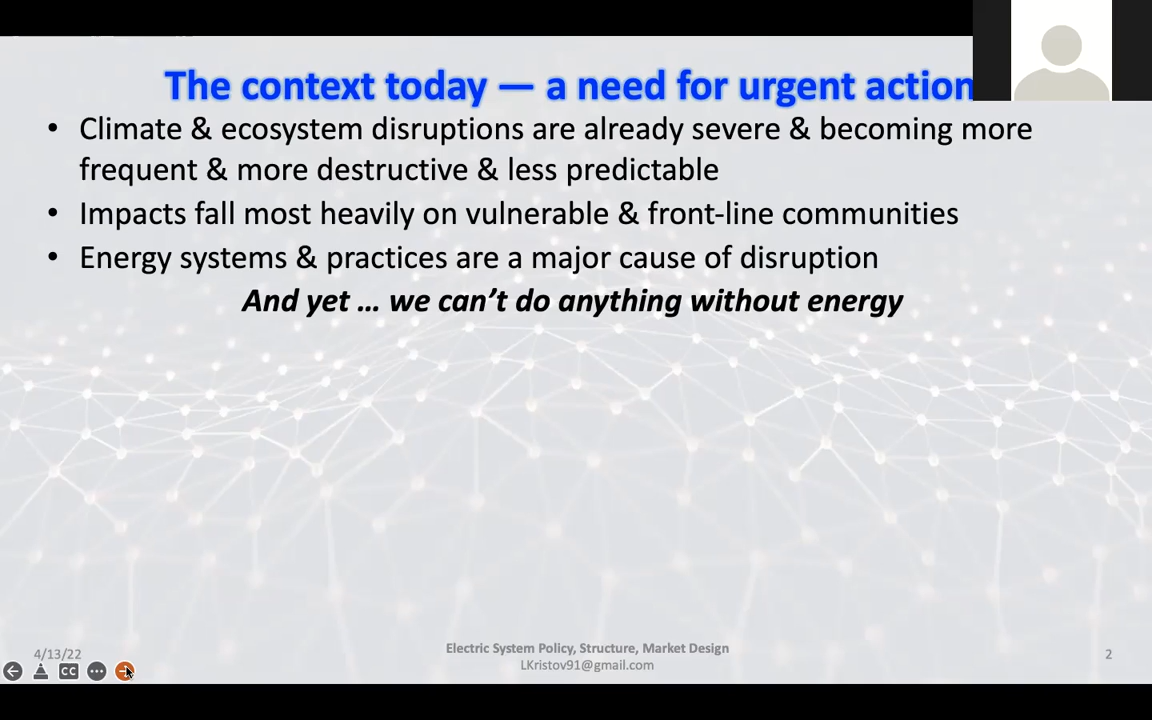 The context today — a need for urgent action
• Climate & ecosystem disruptions are already severe & becoming more
frequent & more destructive & less predictable
• Impacts fall most heavily on vulnerable & front-line communities
• Energy systems & practices are a major cause of disruption
And yet … we can’t do anything without energy
4/13/22
Electric System Policy, Structure, Market Design
LKristov91@gmail.com
2
CC